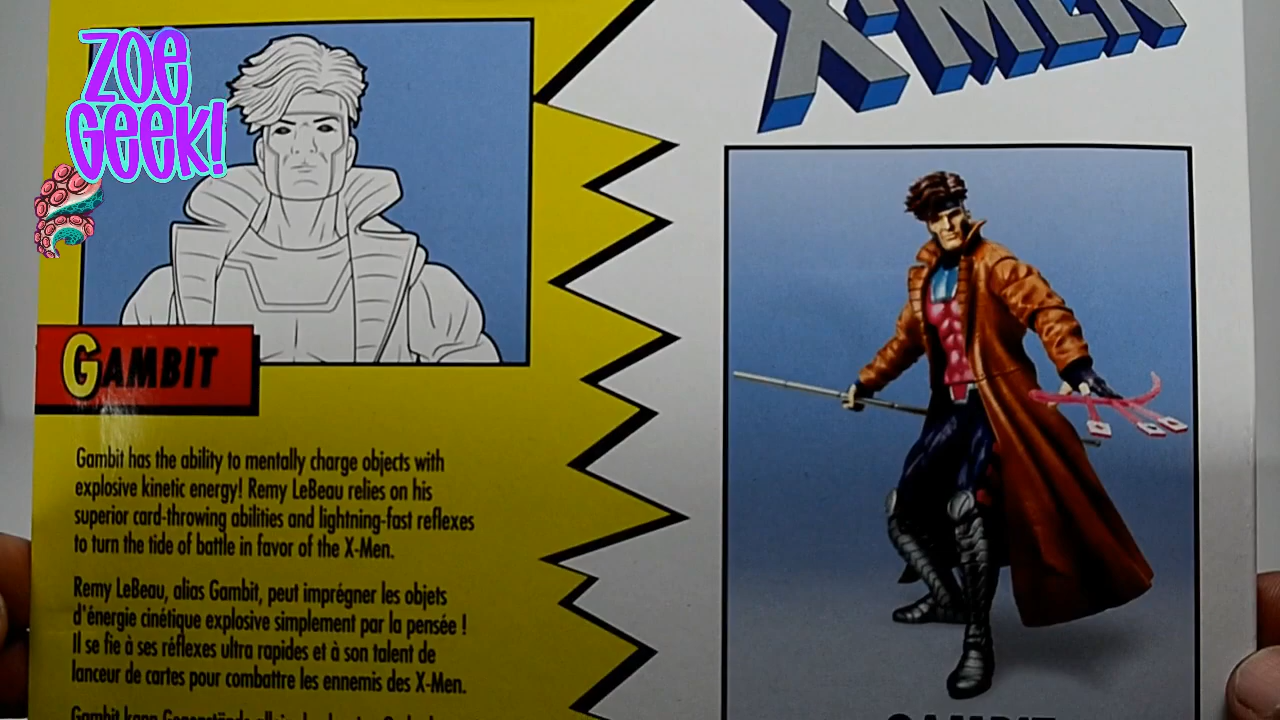 ZOE
GEEK!
X-MEN
GAMBIT
Gambit has the ability to mentally charge objects with
explosive kinetic energy! Remy LeBeau relies on his
superior card-throwing abilities and lightning-fast reflexes
to turn the tide of battle in favor of the X-Men.
Remy LeBeau, alias Gambit, peut imprégner les objets
d'énergie cinétique explosive simplement par la pensée !
Il se fie à ses réflexes ultra rapides et à son talent de
lanceur de cartes pour combattre les ennemis des X-Men.
Gambit kann
GAMBIT